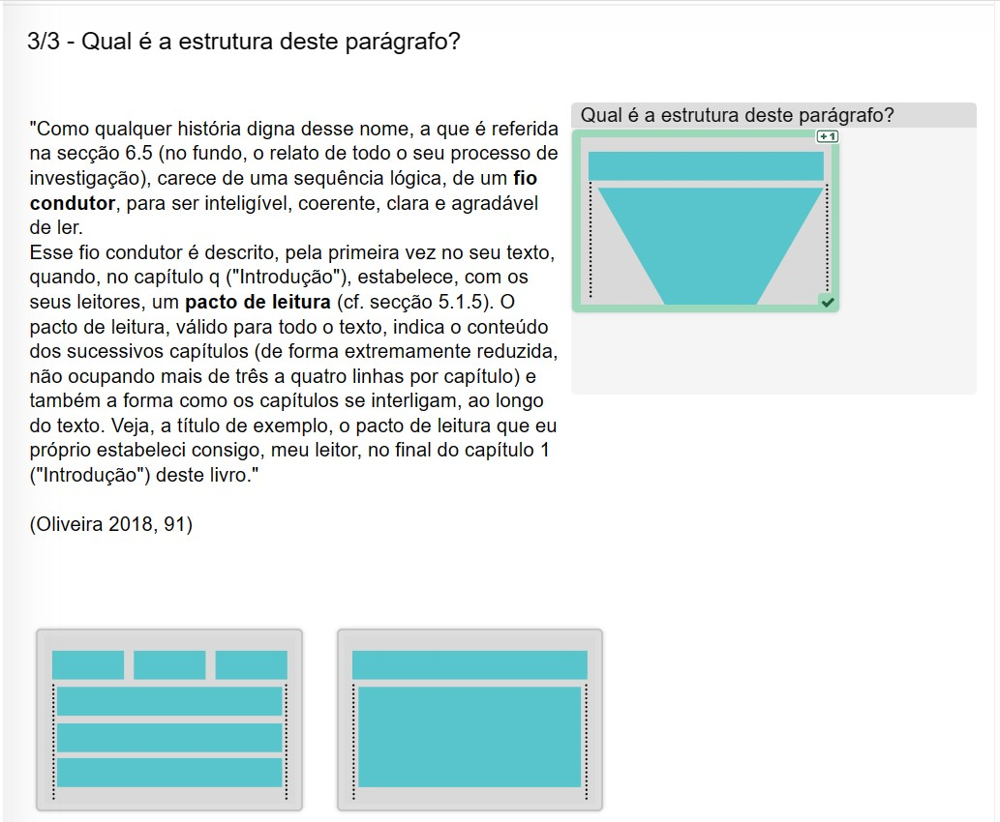 3/3 - Qual é a estrutura deste parágrafo?
"Como qualquer história digna desse nome, a que é referida
na secção 6.5 (no fundo, o relato de todo o seu processo de
investigação), carece de uma sequência lógica, de um fio
condutor, para ser inteligível, coerente, clara e agradável
de ler.
Esse fio condutor é descrito, pela primeira vez no seu texto,
quando, no capítulo q ("Introdução"), estabelece, com os
seus leitores, um pacto de leitura (cf. secção 5.1.5). O
pacto de leitura, válido para todo o texto, indica o conteúdo
dos sucessivos capítulos (de forma extremamente reduzida,
não ocupando mais de três a quatro linhas por capítulo) e
também a forma como os capítulos se interligam, ao longo
do texto. Veja, a título de exemplo, o pacto de leitura que eu
próprio estabeleci consigo, meu leitor, no final do capítulo 1
("Introdução") deste livro."
(Oliveira 2018, 91)
Qual é a estrutura deste parágrafo?
+1